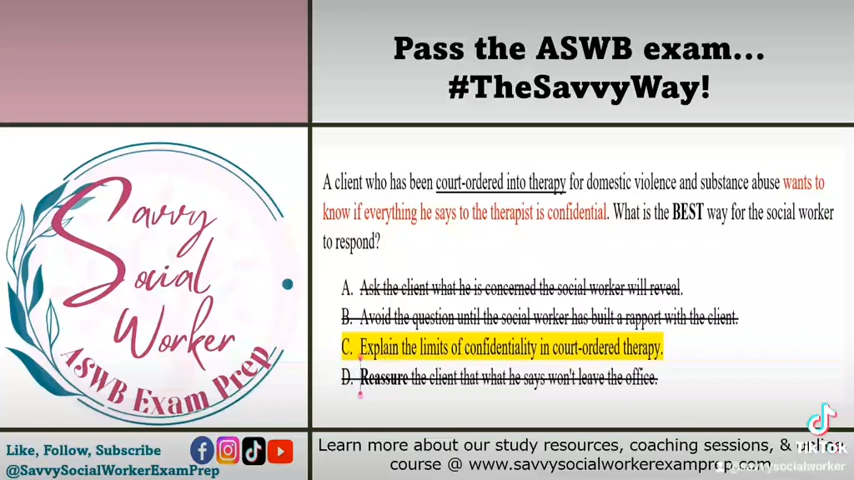 Pass the ASWB exam...
#TheSavvyWay!
Savvy
Social
Worker
ASWB Exam Prep
A client who has been court-ordered into therapy for domestic violence and substance abuse wants to
know if everything he says to the therapist is confidential. What is the BEST way for the social worker
to respond?
A. Ask the client what he is concerned the social worker will reveal.
B. Avoid the question until the social worker has built a rapport with the client.
C. Explain the limits of confidentiality in court-ordered therapy.
D. Reassure the client that what he says won't leave the office.
Like, Follow, Subscribe
@SavvySocialWorkerExamPrep
Learn more about our study resources, coaching sessions, &
course @ www.savvysocialworkerexamprep.com
TikTok